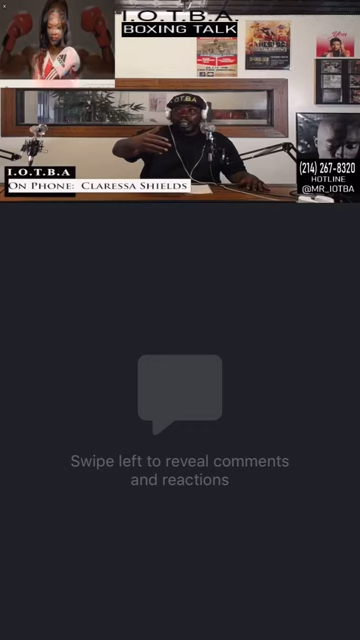 I.O.T.B.A.
BOXING TALK
I.O.T.B.A
ON PHONE: CLARESSA SHIELDS
(214) 267-8320
HOTLINE
@MR_IOTBA
Swipe left to reveal comments
and reactions